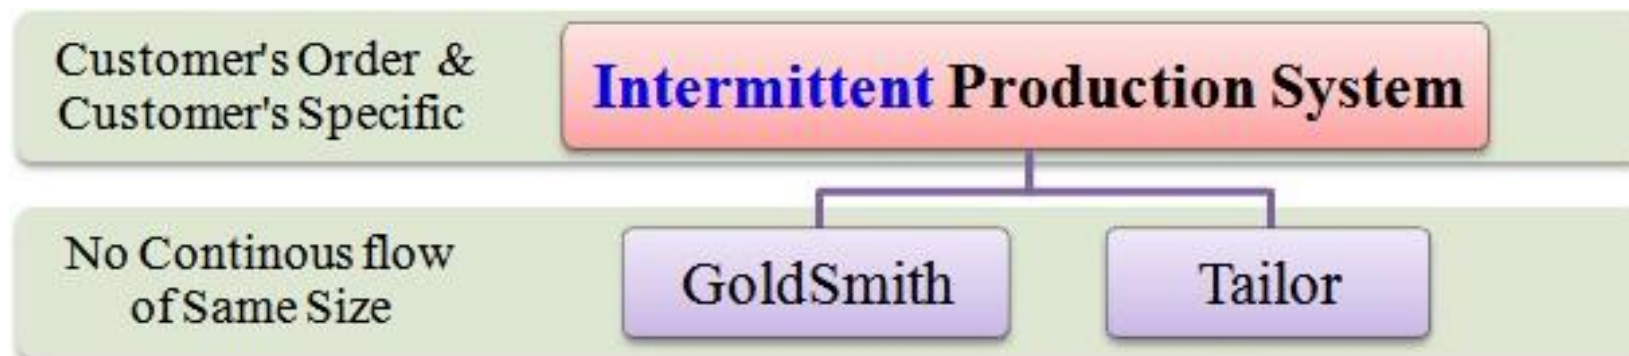 Customer's Order &
Customer's Specific
Intermittent Production System
No Continous flow
of Same Size
GoldSmith
Tailor